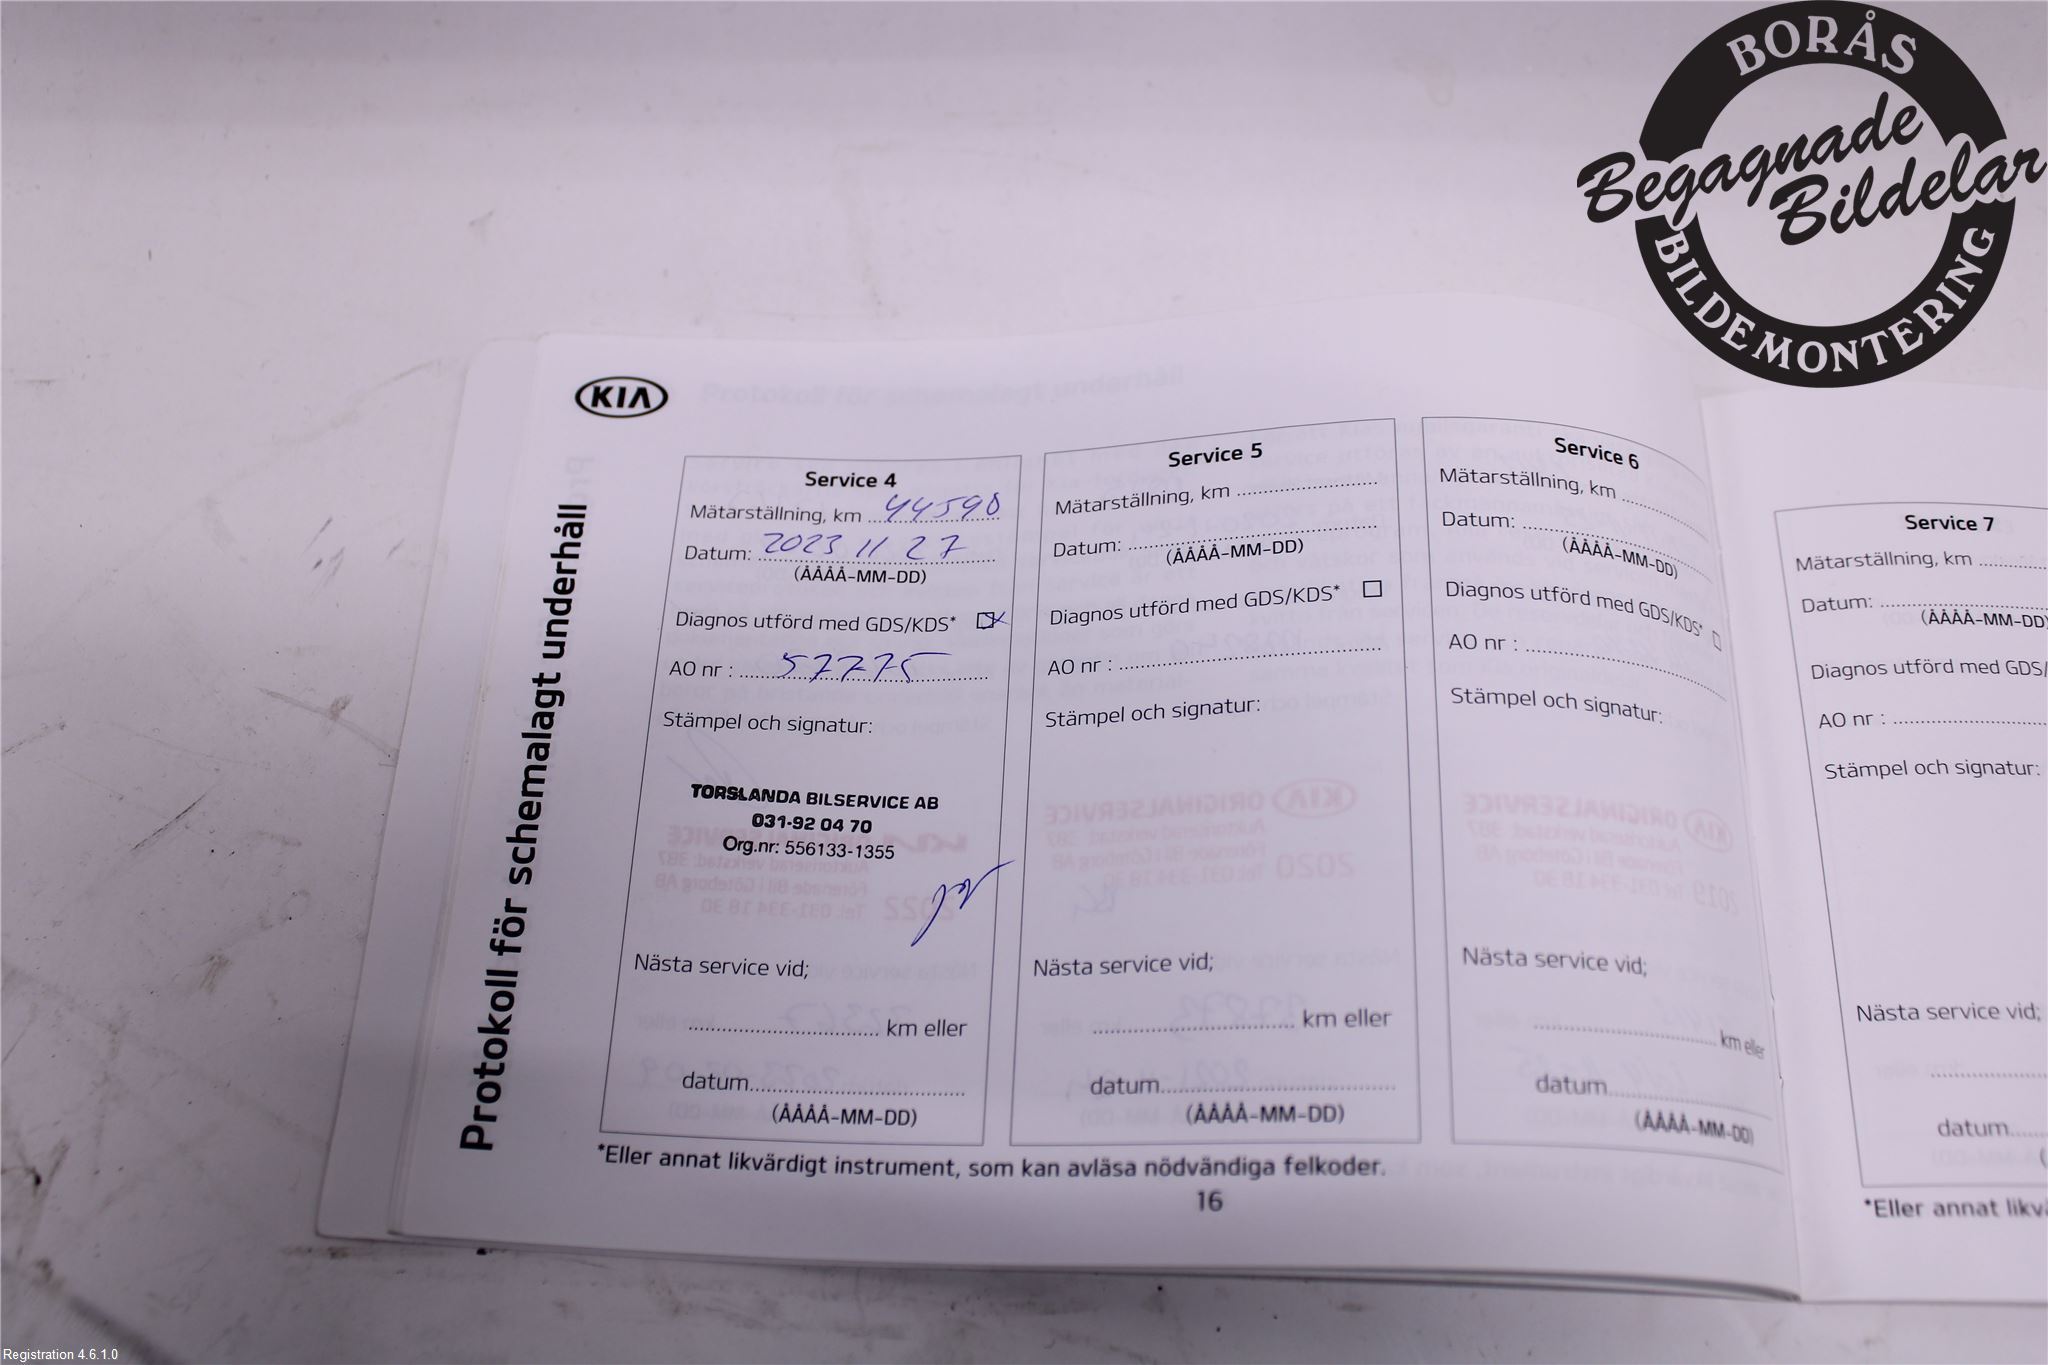 BORÅS
Begagnade
Bildelar
BILDEMONTERING
KIA
Protokoll för schemalagt underhåll
Service 4
Mätarställning, km 44590
Datum: 2023 11 27
(ÅÅÅÅ-MM-DD)
Diagnos utförd med GDS/KDS*
AO nr : 57775
Stämpel och signatur:
TORSLANDA BILSERVICE AB
031-92 04 70
Org.nr: 556133-1355
Nästa service vid;
km eller
datum
(ÅÅÅÅ-MM-DD)
Service 5
Mätarställning, km
Datum:
(ÅÅÅÅ-MM-DD)
Diagnos utförd med GDS/KDS*
AO nr :
Stämpel och signatur:
Nästa service vid;
km eller
datum
(ÅÅÅÅ-MM-DD)
Service 6
Mätarställning, km
Datum:
(ÅÅÅÅ-MM-DD)
Diagnos utförd med GDS/KDS*
AO nr :
Stämpel och signatur:
Nästa service vid;
km eller
datum
(ÅÅÅÅ-MM-DD)
*Eller annat likvärdigt instrument, som kan avläsa nödvändiga felkoder.
16
Service 7
Mätarställning, km
Datum:
(ÅÅÅÅ-MM-DD)
Diagnos utförd med GDS/
AO nr :
Stämpel och signatur:
Nästa service vid;
datum
*Eller annat likvä
Registration 4.6.1.0